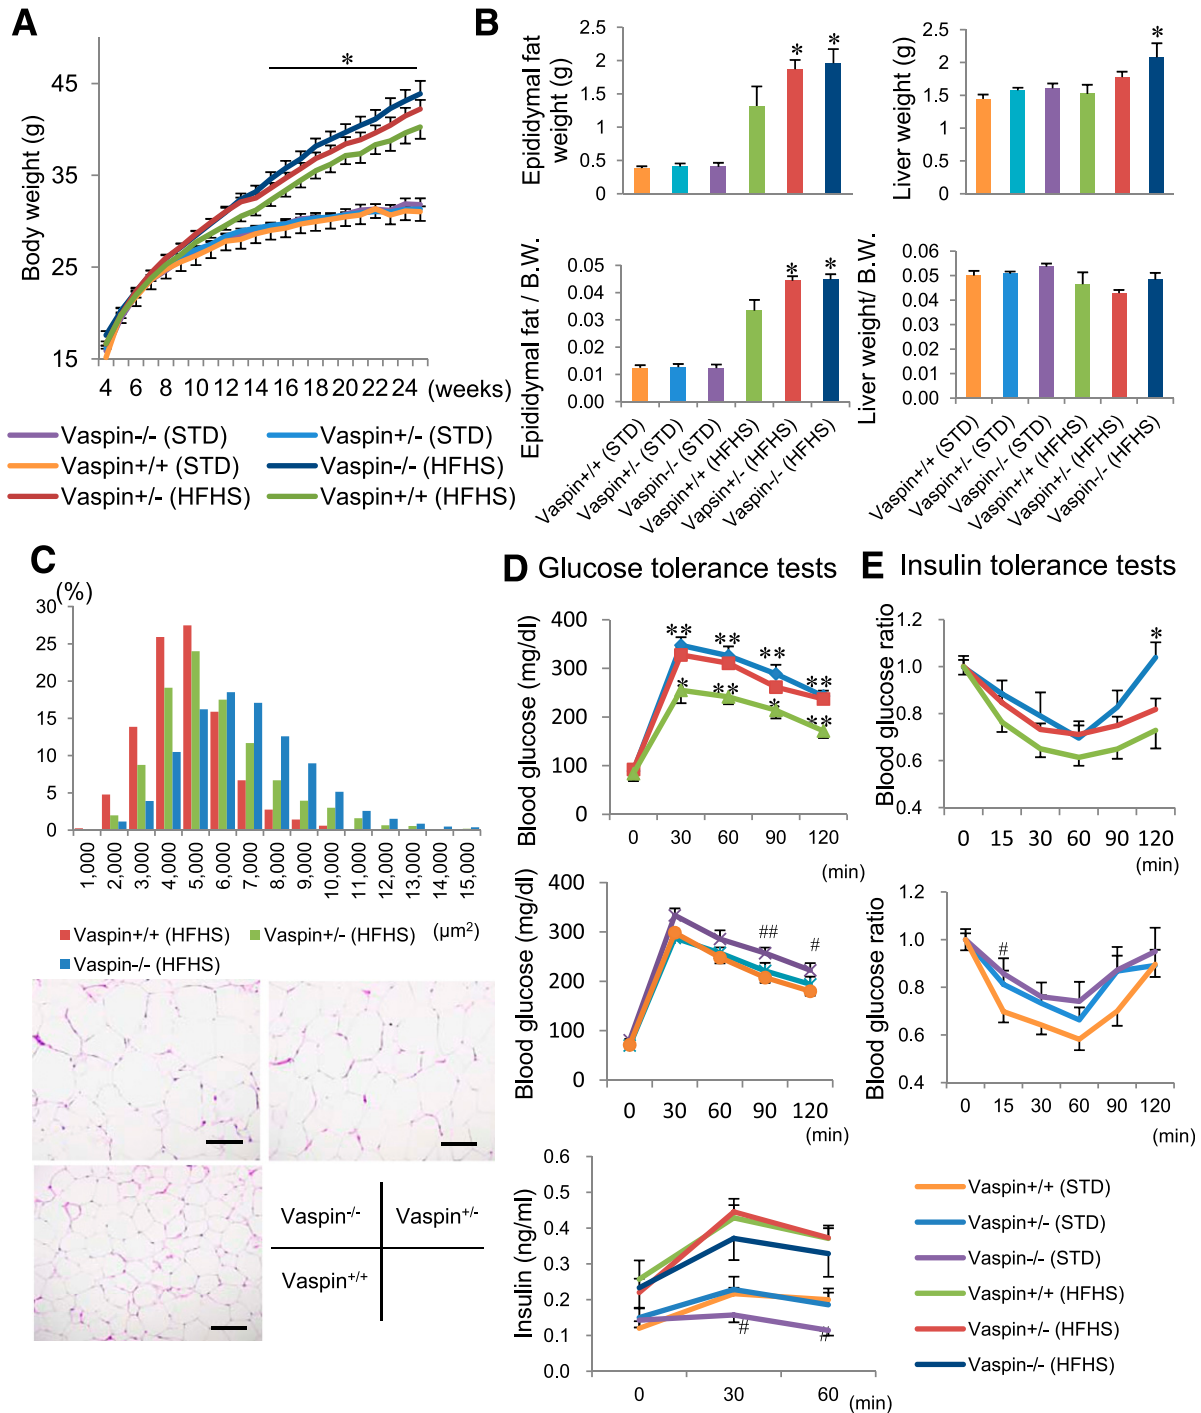 A
*
45
35
25
15
Body weight (g)
4 6 8 10 12 14 16 18 20 22 24 (weeks)
Vaspin-/- (STD)
Vaspin+/- (STD)
Vaspin+/+ (STD)
Vaspin-/- (HFHS)
Vaspin+/- (HFHS)
Vaspin+/+ (HFHS)
B
Epididymal fat
weight (g)
2.5
2
1.5
1
0.5
0
* *
Liver weight (g)
2.5
2
1.5
1
0.5
0
*
Epididymal fat / B.W.
0.05
0.04
0.03
0.02
0.01
0.00
* *
Vaspin+/+ (STD)
Vaspin+/- (STD)
Vaspin-/- (STD)
Vaspin+/+ (HFHS)
Vapsin+/- (HFHS)
Vaspin-/- (HFHS)
Liver weight/ B.W.
0.06
0.05
0.04
0.03
0.02
0.01
0.00
Vaspin+/+ (STD)
Vaspin+/- (STD)
Vaspin-/- (STD)
Vaspin+/+ (HFHS)
Vaspin+/- (HFHS)
Vaspin-/- (HFHS)
C
(%)
30
25
20
15
10
5
0
1,000 2,000 3,000 4,000 5,000 6,000 7,000 8,000 9,000 10,000 11,000 12,000 13,000 14,000 15,000
(μm²)
Vaspin+/+ (HFHS)
Vaspin+/- (HFHS)
Vaspin-/- (HFHS)
Vaspin-/-
Vaspin+/-
Vaspin+/+
D Glucose tolerance tests
Blood glucose (mg/dl)
400
300
200
100
0
** ** ** **
* ** * **
0 30 60 90 120
(min)
Blood glucose (mg/dl)
400
300
200
100
0
## #
0 30 60 90 120
(min)
Insulin (ng/ml)
0.6
0.5
0.4
0.3
0.2
0.1
0.0
# #
0 30 60 (min)
E Insulin tolerance tests
Blood glucose ratio
1.2
1.0
0.8
0.6
0.4
*
0 15 30 60 90 120
(min)
Blood glucose ratio
1.2
1.0
0.8
0.6
0.4
#
0 15 30 60 90 120
(min)
Vaspin+/+ (STD)
Vaspin+/- (STD)
Vaspin-/- (STD)
Vaspin+/+ (HFHS)
Vaspin+/- (HFHS)
Vaspin-/- (HFHS)